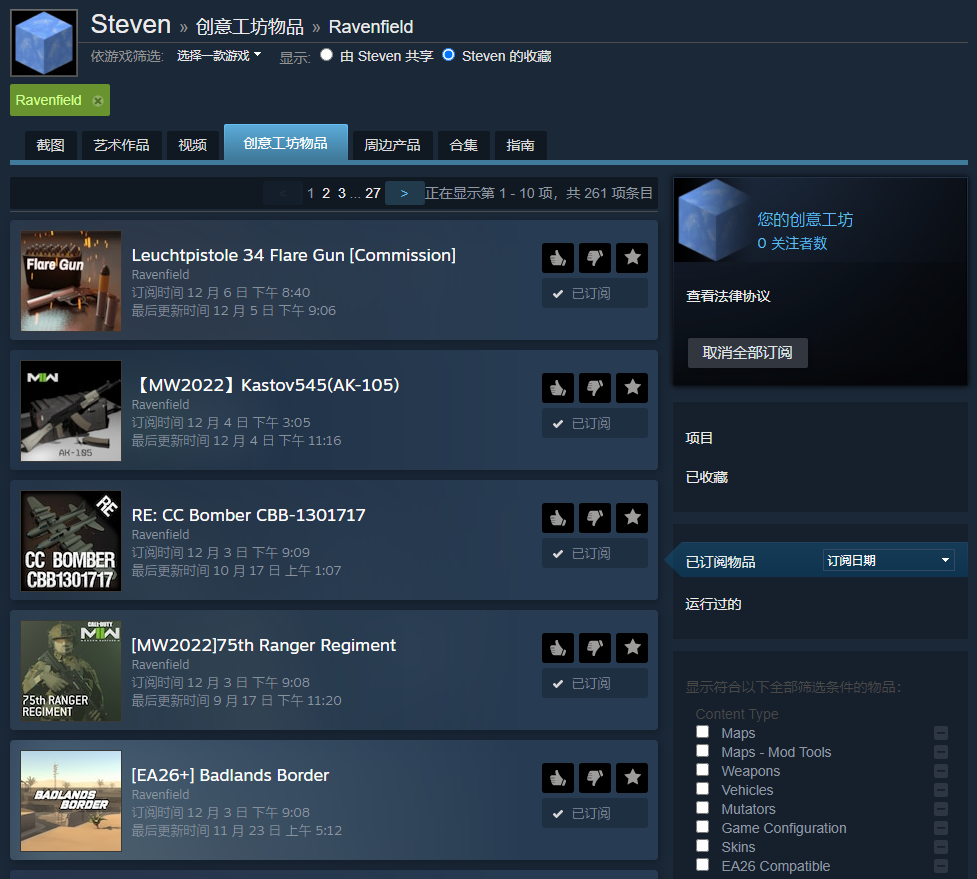 Steven » 创意工坊物品 » Ravenfield
依游戏筛选: 选择一款游戏 显示: 由 Steven 共享 Steven 的收藏
Ravenfield
截图 艺术作品 视频 创意工坊物品 周边产品 合集 指南
< 1 2 3 ... 27 > 正在显示第 1 - 10 项，共 261 项条目
Flare Gun
Leuchtpistole 34 Flare Gun [Commission]
Ravenfield
订阅时间 12 月 6 日 下午 8:40
最后更新时间 12 月 5 日 下午 9:06
已订阅
MW
AK-105
【MW2022】Kastov545(AK-105)
Ravenfield
订阅时间 12 月 4 日 下午 3:05
最后更新时间 12 月 4 日 下午 11:16
已订阅
RE
CC BOMBER
CBB1301717
RE: CC Bomber CBB-1301717
Ravenfield
订阅时间 12 月 3 日 下午 9:09
最后更新时间 10 月 17 日 上午 1:07
已订阅
CALL OF DUTY
MW
75th RANGER
REGIMENT
[MW2022]75th Ranger Regiment
Ravenfield
订阅时间 12 月 3 日 下午 9:08
最后更新时间 9 月 17 日 下午 11:20
已订阅
BADLANDS
BORDER
[EA26+] Badlands Border
Ravenfield
订阅时间 12 月 3 日 下午 9:08
最后更新时间 11 月 23 日 上午 5:12
已订阅
您的创意工坊
0 关注者数
查看法律协议
取消全部订阅
项目
已收藏
已订阅物品 订阅日期
运行过的
显示符合以下全部筛选条件的物品:
Content Type
Maps
Maps - Mod Tools
Weapons
Vehicles
Mutators
Game Configuration
Skins
EA26 Compatible